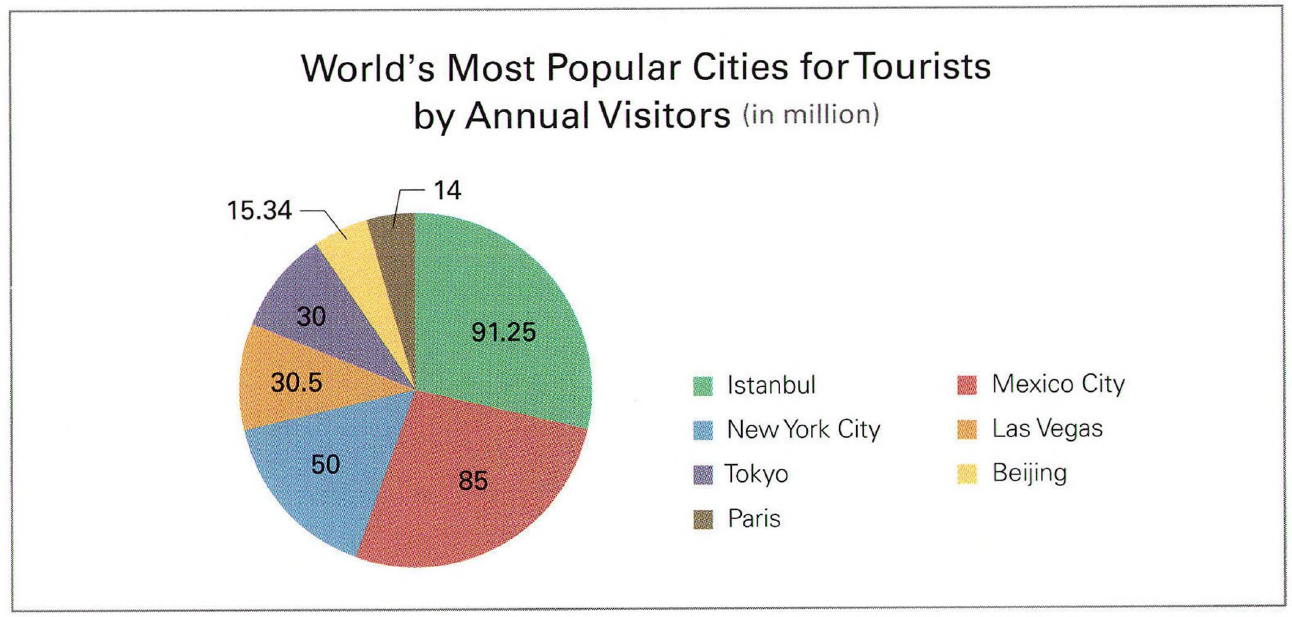 World's Most Popular Cities for Tourists
by Annual Visitors (in million)
14
15.34
30
91.25
30.5
50
85
Istanbul
Mexico City
New York City
Las Vegas
Tokyo
Beijing
Paris